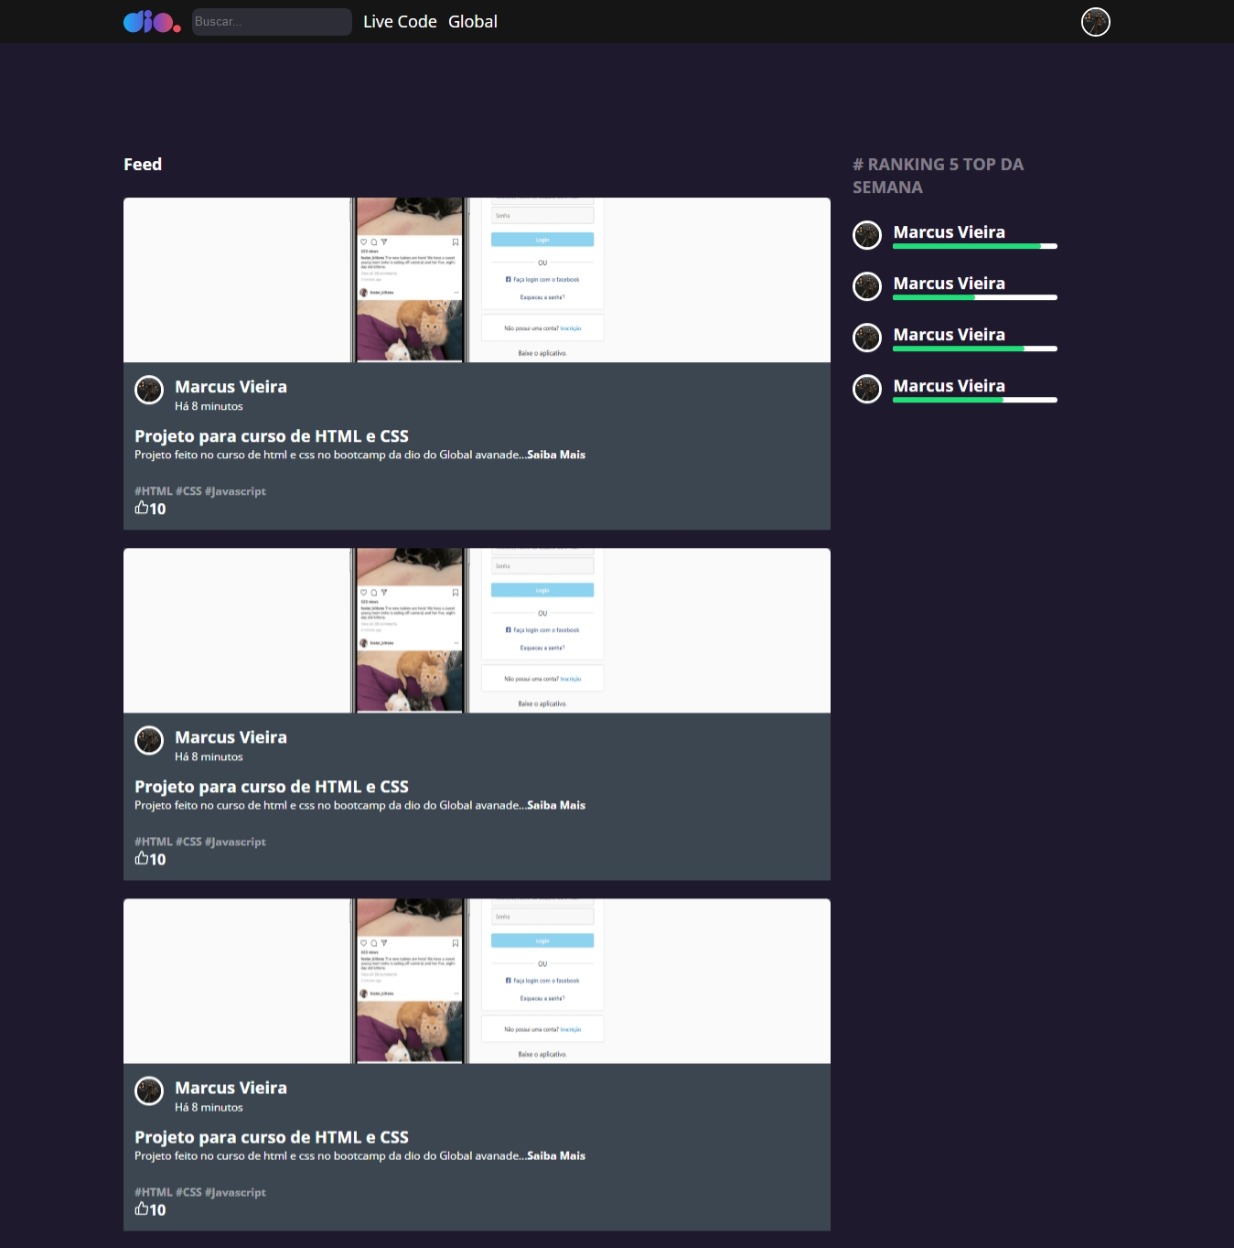 dio.
Buscar...
Live Code
Global
Feed
Senha
Login
OU
Faça login com o facebook
Esqueceu a senha?
Não possui uma conta? Inscrição
Baixe o aplicativo.
Marcus Vieira
Há 8 minutos
Projeto para curso de HTML e CSS
Projeto feito no curso de html e css no bootcamp da dio do Global avanade...Saiba Mais
#HTML #CSS #Javascript
10
Senha
Login
OU
Faça login com o facebook
Esqueceu a senha?
Não possui uma conta? Inscrição
Baixe o aplicativo.
Marcus Vieira
Há 8 minutos
Projeto para curso de HTML e CSS
Projeto feito no curso de html e css no bootcamp da dio do Global avanade...Saiba Mais
#HTML #CSS #Javascript
10
Senha
Login
OU
Faça login com o facebook
Esqueceu a senha?
Não possui uma conta? Inscrição
Baixe o aplicativo.
Marcus Vieira
Há 8 minutos
Projeto para curso de HTML e CSS
Projeto feito no curso de html e css no bootcamp da dio do Global avanade...Saiba Mais
#HTML #CSS #Javascript
10
# RANKING 5 TOP DA
SEMANA
Marcus Vieira
Marcus Vieira
Marcus Vieira
Marcus Vieira